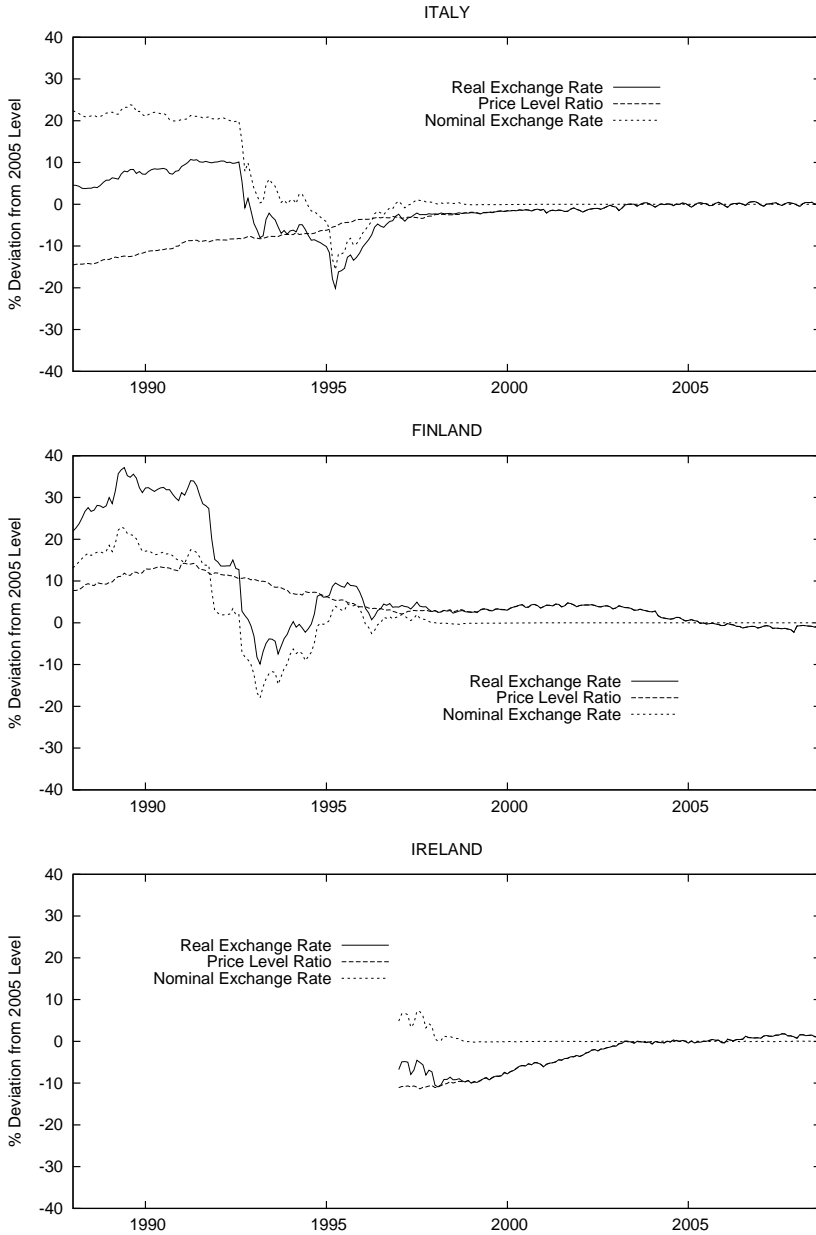 ITALY
% Deviation from 2005 Level
40
30
20
10
0
-10
-20
-30
-40
Real Exchange Rate
Price Level Ratio
Nominal Exchange Rate
1990 1995 2000 2005
FINLAND
% Deviation from 2005 Level
40
30
20
10
0
-10
-20
-30
-40
Real Exchange Rate
Price Level Ratio
Nominal Exchange Rate
1990 1995 2000 2005
IRELAND
% Deviation from 2005 Level
40
30
20
10
0
-10
-20
-30
-40
Real Exchange Rate
Price Level Ratio
Nominal Exchange Rate
1990 1995 2000 2005